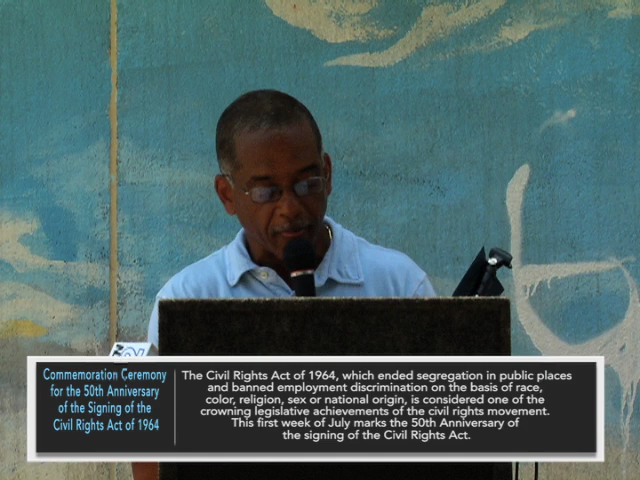 Commemoration Ceremony
for the 50th Anniversary
of the Signing of the
Civil Rights Act of 1964
The Civil Rights Act of 1964, which ended segregation in public places
and banned employment discrimination on the basis of race,
color, religion, sex or national origin, is considered one of the
crowning legislative achievements of the civil rights movement.
This first week of July marks the 50th Anniversary of
the signing of the Civil Rights Act.